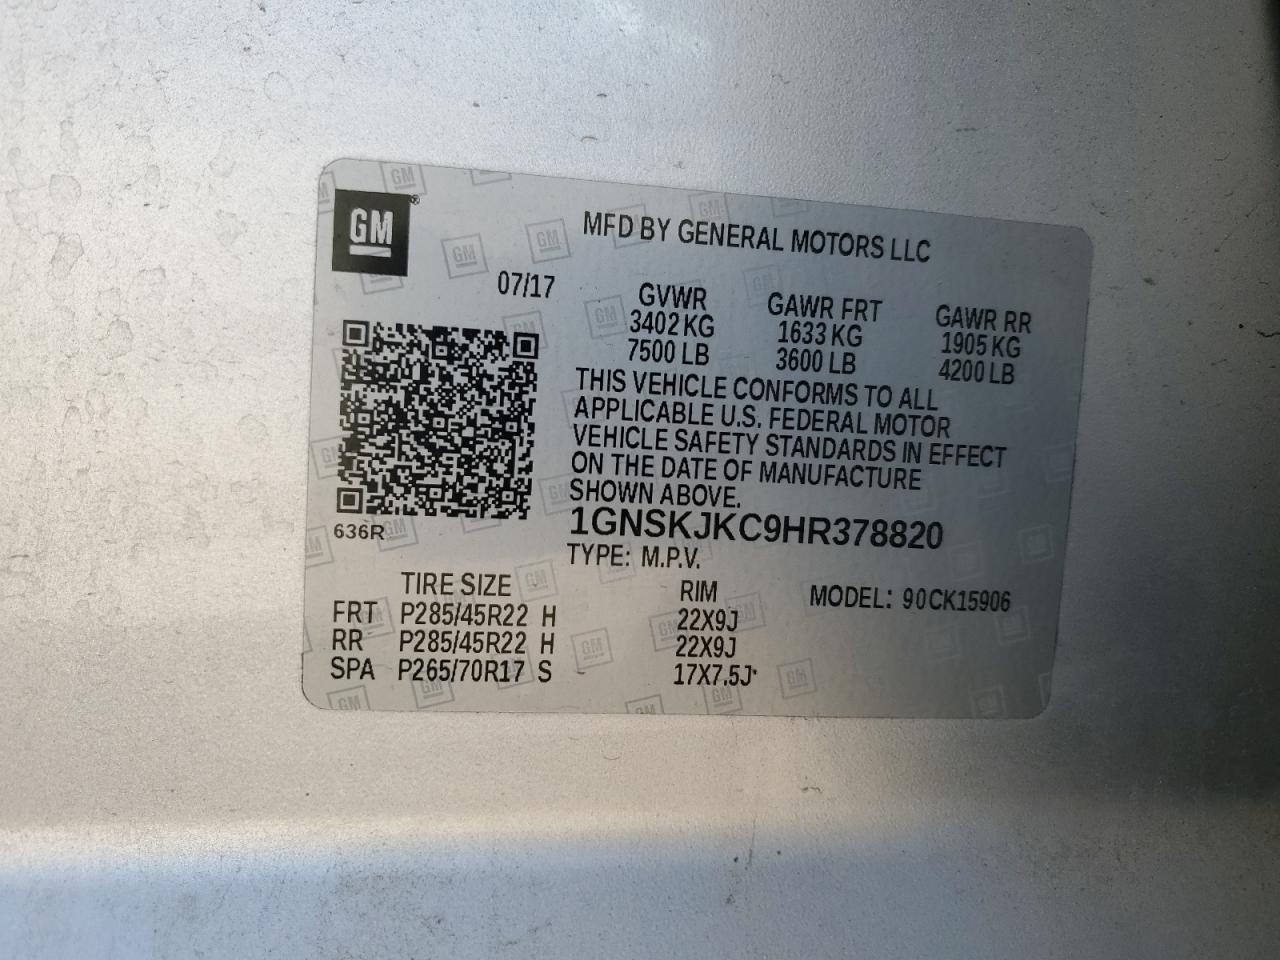 GM®
MFD BY GENERAL MOTORS LLC
07/17
GVWR GAWR FRT GAWR RR
3402 KG 1633 KG 1905 KG
7500 LB 3600 LB 4200 LB
THIS VEHICLE CONFORMS TO ALL
APPLICABLE U.S. FEDERAL MOTOR
VEHICLE SAFETY STANDARDS IN EFFECT
ON THE DATE OF MANUFACTURE
SHOWN ABOVE.
636R
1GNSKJKC9HR378820
TYPE: M.P.V.
TIRE SIZE RIM MODEL: 90CK15906
FRT P285/45R22 H 22X9J
RR P285/45R22 H 22X9J
SPA P265/70R17 S 17X7.5J